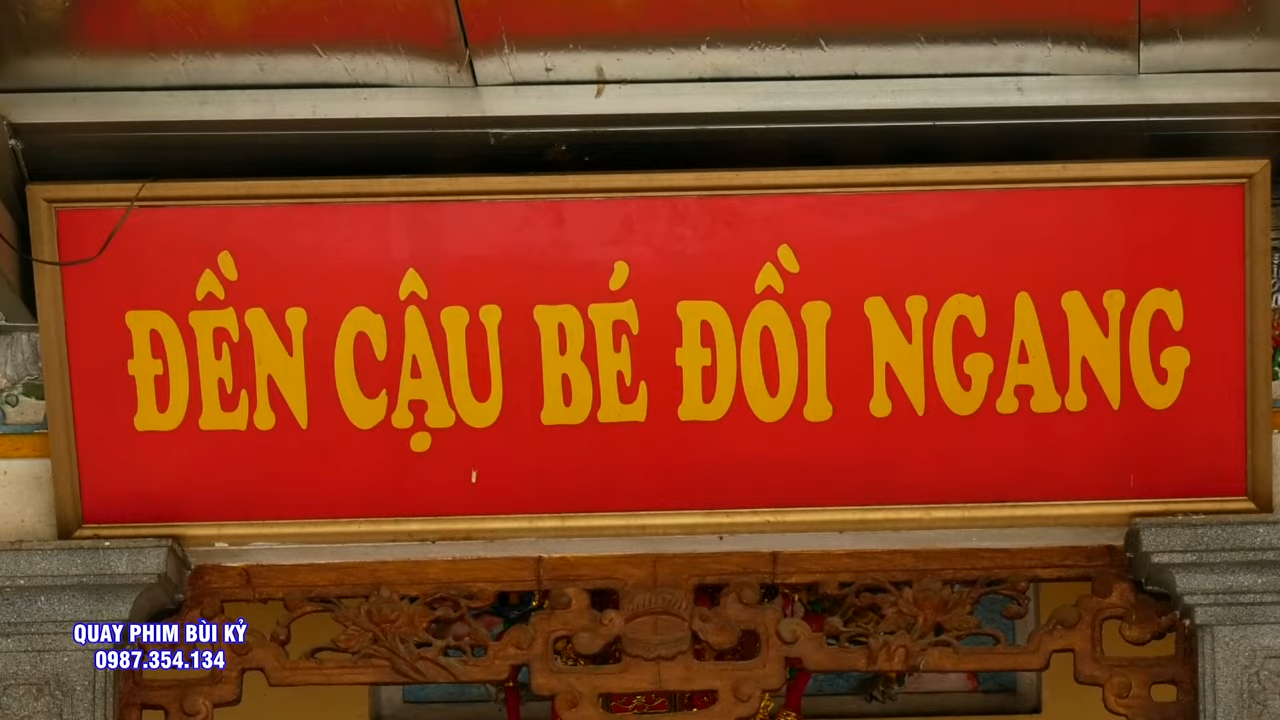 ĐỀN CẬU BÉ ĐỒI NGANG
QUAY PHIM BÙI KỶ
0987.354.134